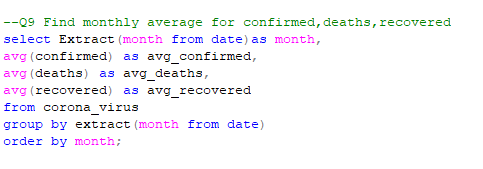 --Q9 Find monthly average for confirmed,deaths,recovered
select Extract(month from date)as month,
avg(confirmed) as avg_confirmed,
avg(deaths) as avg_deaths,
avg(recovered) as avg_recovered
from corona_virus
group by extract(month from date)
order by month;